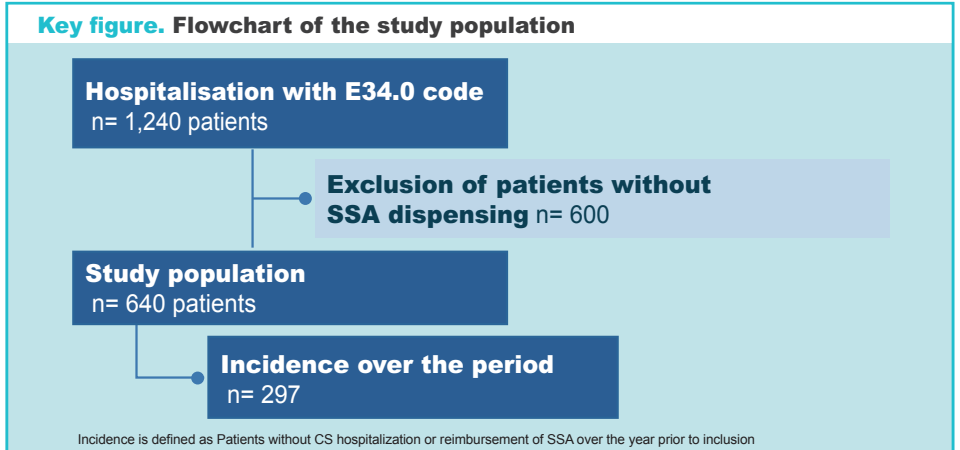 Key figure. Flowchart of the study population
Hospitalisation with E34.0 code
n= 1,240 patients
Exclusion of patients without
SSA dispensing n= 600
Study population
n= 640 patients
Incidence over the period
n= 297
Incidence is defined as Patients without CS hospitalization or reimbursement of SSA over the year prior to inclusion